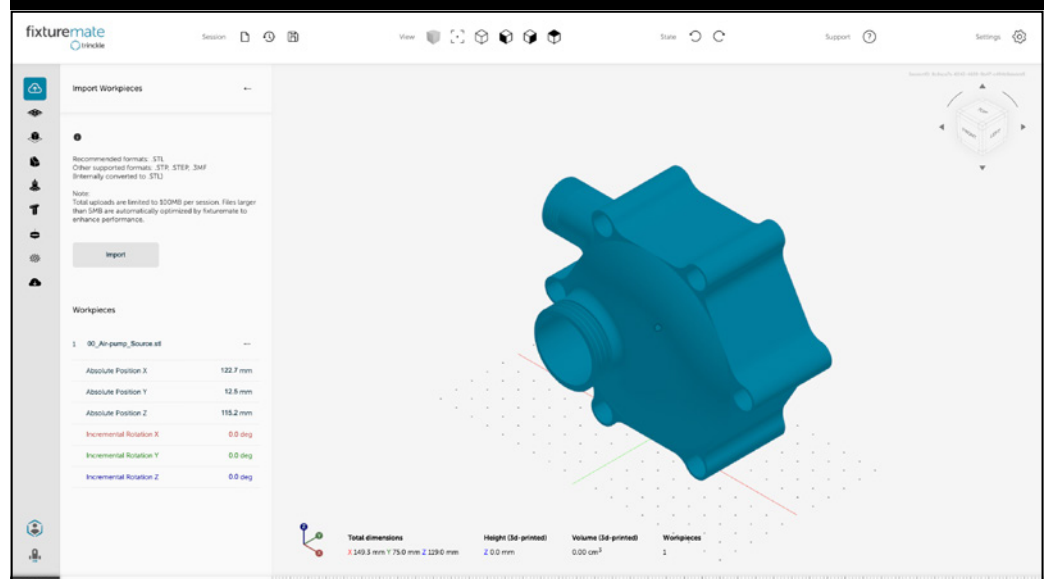 fixturemate
trinckle
Session
View
State
Support
Settings
Import Workpieces
Recommended formats: .STL
Other supported formats: .STP, .STEP, .3MF
(Internally converted to .STL)
Note:
Total uploads are limited to 100MB per session. Files larger
than 5MB are automatically optimized by fixturemate to
enhance performance.
Import
Workpieces
1 00_Air-pump_Source.stl
Absolute Position X 122.7 mm
Absolute Position Y 12.5 mm
Absolute Position Z 115.2 mm
Incremental Rotation X 0.0 deg
Incremental Rotation Y 0.0 deg
Incremental Rotation Z 0.0 deg
Total dimensions Height (3d-printed) Volume (3d-printed) Workpieces
X 149.3 mm Y 75.0 mm Z 119.0 mm Z 0.0 mm 0.00 cm³ 1